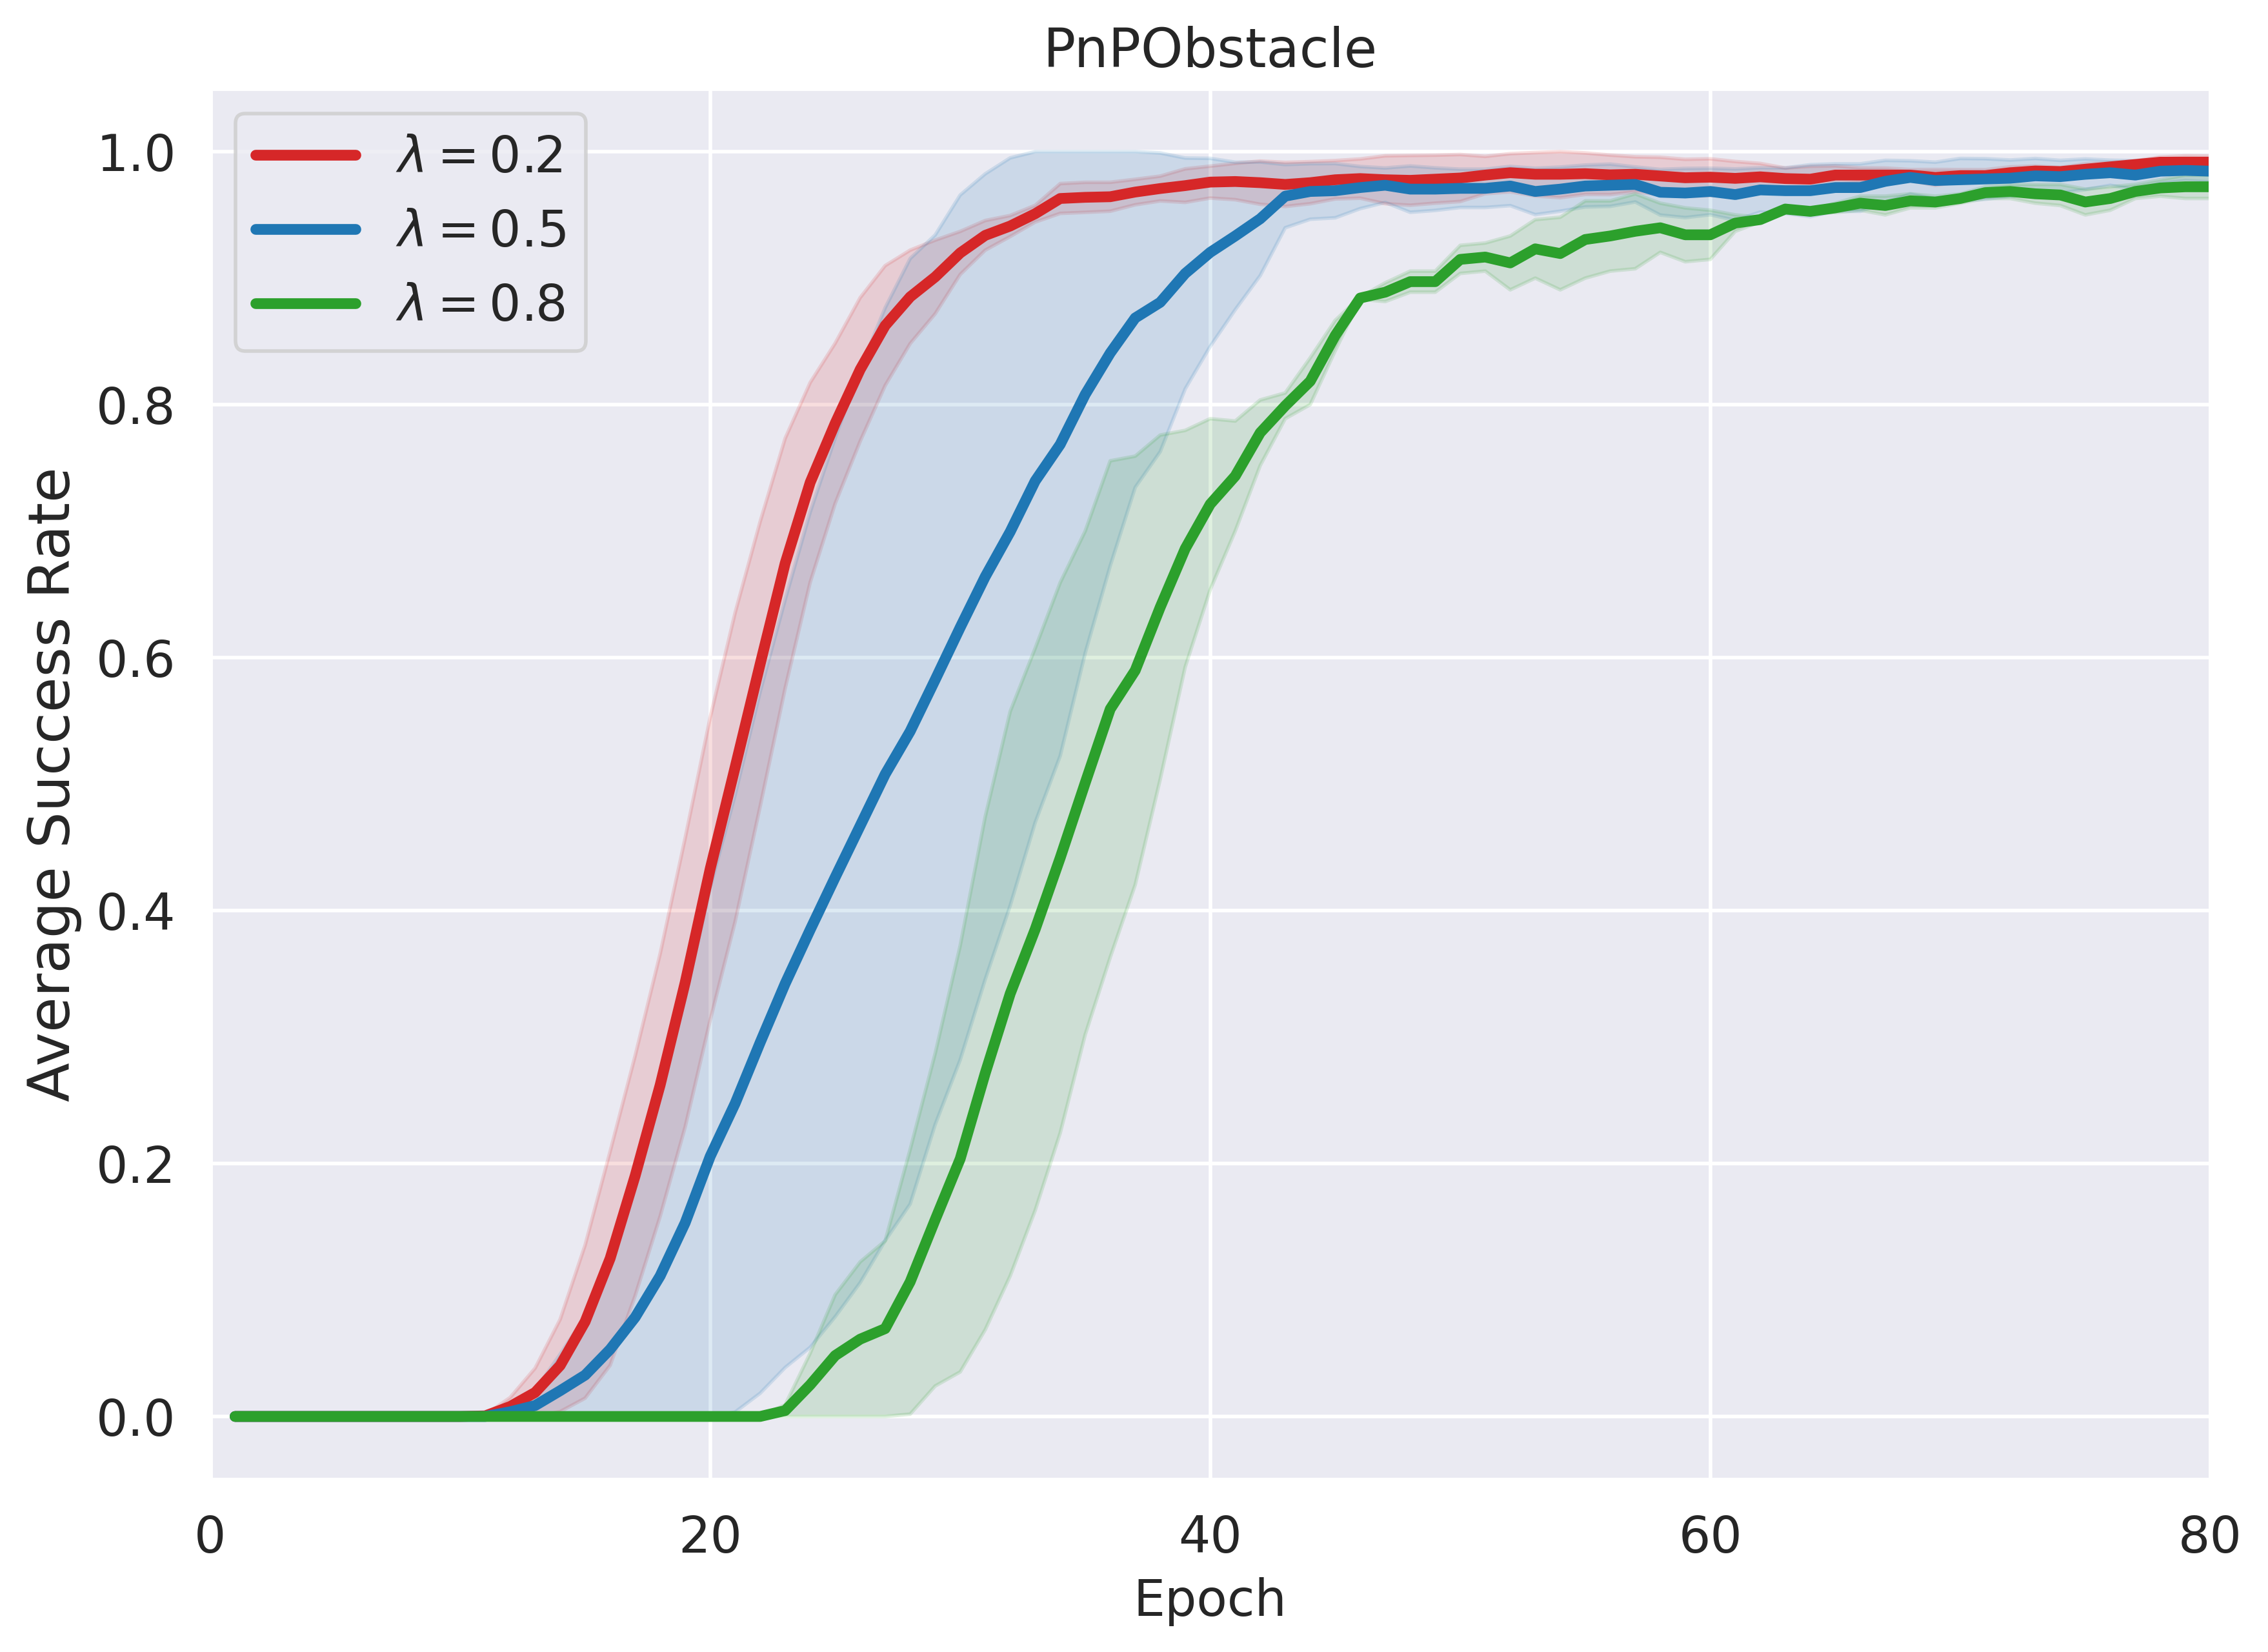 PnPObstacle
λ = 0.2
λ = 0.5
λ = 0.8
Average Success Rate
1.0
0.8
0.6
0.4
0.2
0.0
0 20 40 60 80
Epoch